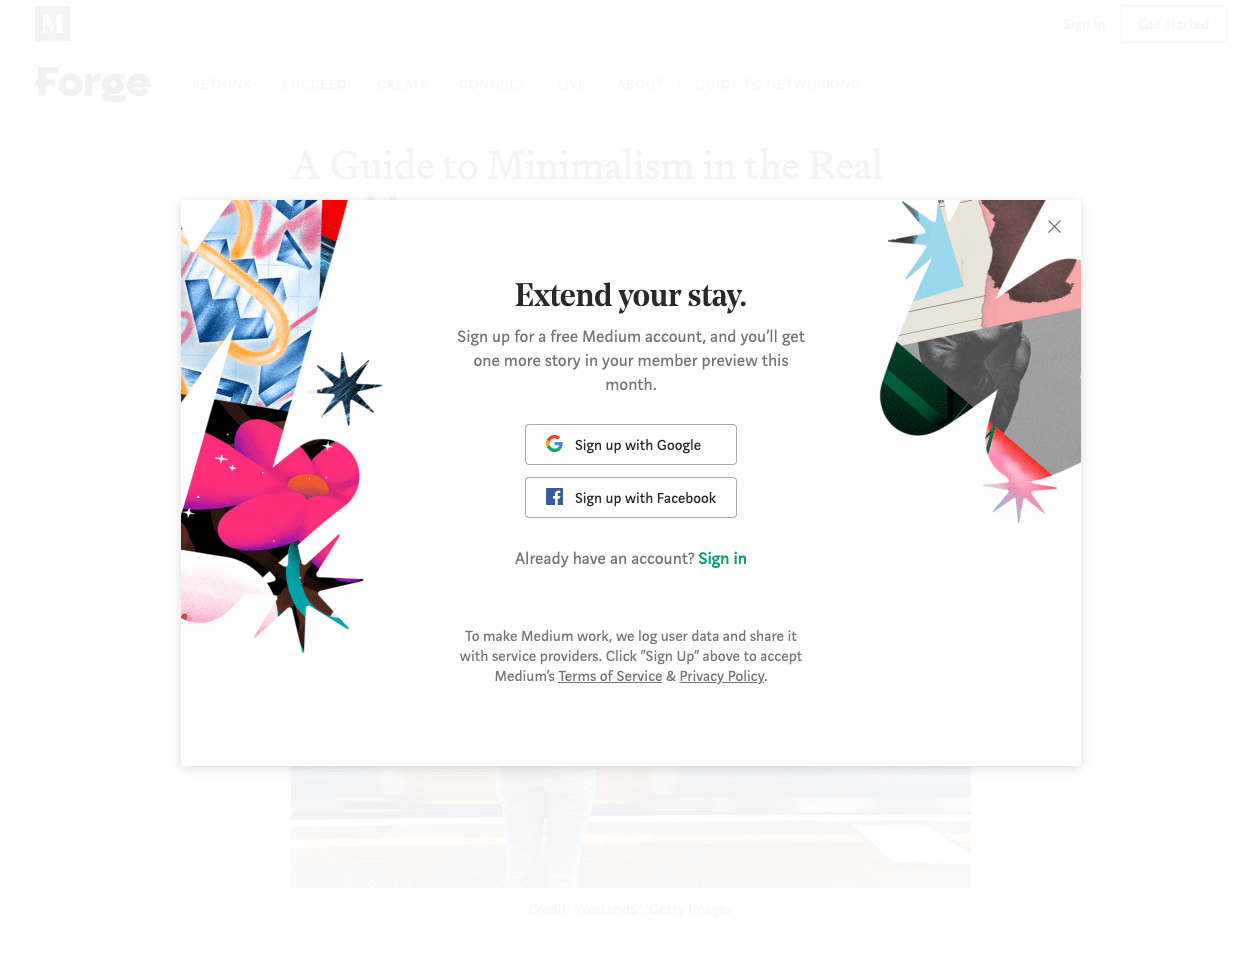 M
Sign in
Get started
Forge
RETHINK SUCCEED CREATE CONNECT LIVE ABOUT GUIDE TO NETWORKING
A Guide to Minimalism in the Real
Extend your stay.
Sign up for a free Medium account, and you’ll get
one more story in your member preview this
month.
Sign up with Google
Sign up with Facebook
Already have an account? Sign in
To make Medium work, we log user data and share it
with service providers. Click “Sign Up” above to accept
Medium’s Terms of Service & Privacy Policy.
Credit: Westend61/Getty Images